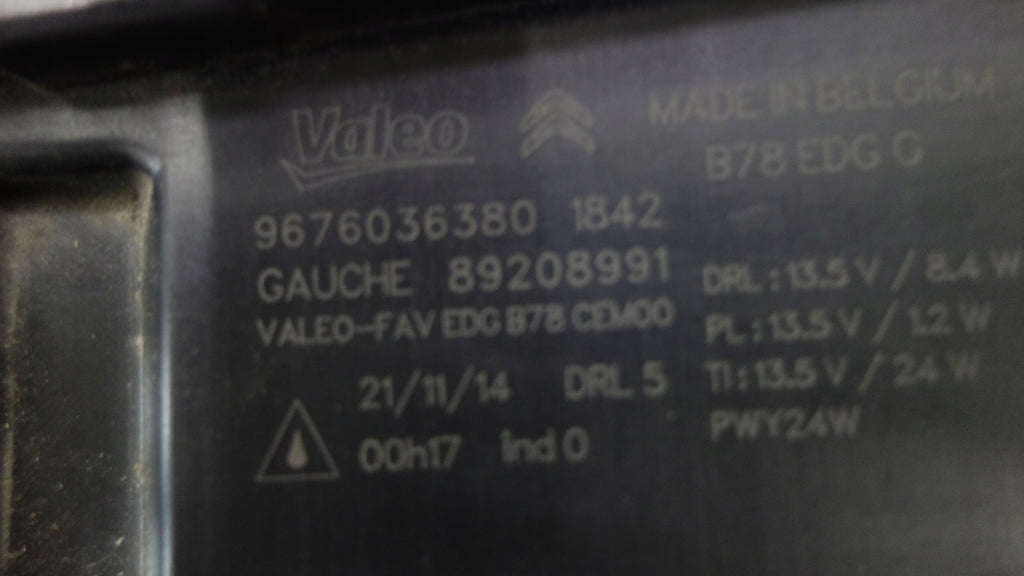 Valeo MADE IN BELGIUM
B78 EDG G
9676036380 1842
GAUCHE 89208991
VALEO-FAV EDG B78 CEM00
DRL : 13.5 V / 8.4 W
PL : 13.5 V / 1.2 W
TI : 13.5 V / 24 W
PWY24W
21/11/14 DRL 5
00h17 Ind 0